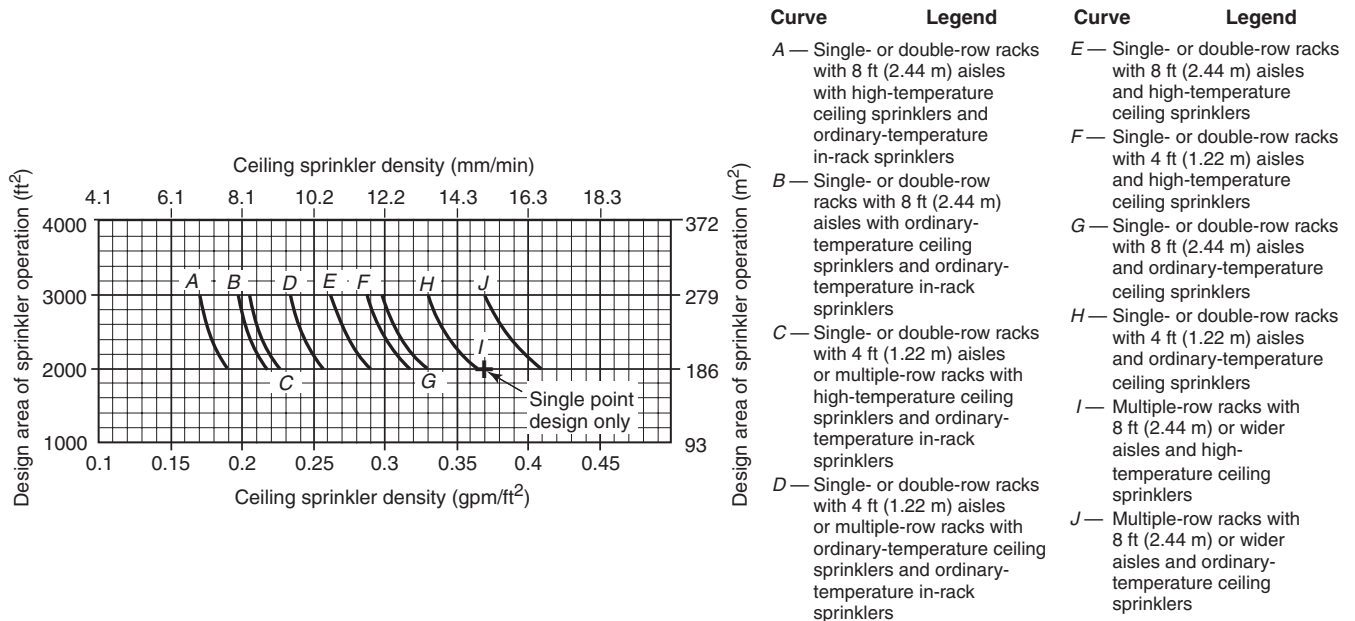 Ceiling sprinkler density (mm/min)
4.1 6.1 8.1 10.2 12.2 14.3 16.3 18.3
Design area of sprinkler operation (ft²)
4000
3000
2000
1000
372
279
186
93
Design area of sprinkler operation (m²)
A B D E F H J
I
C
G
Single point
design only
0.1 0.15 0.2 0.25 0.3 0.35 0.4 0.45
Ceiling sprinkler density (gpm/ft²)
Curve Legend
A — Single- or double-row racks
with 8 ft (2.44 m) aisles
with high-temperature
ceiling sprinklers and
ordinary-temperature
in-rack sprinklers
B — Single- or double-row
racks with 8 ft (2.44 m)
aisles with ordinary-
temperature ceiling
sprinklers and ordinary-
temperature in-rack
sprinklers
C — Single- or double-row racks
with 4 ft (1.22 m) aisles
or multiple-row racks with
high-temperature ceiling
sprinklers and ordinary-
temperature in-rack
sprinklers
D — Single- or double-row racks
with 4 ft (1.22 m) aisles
or multiple-row racks with
ordinary-temperature ceiling
sprinklers and ordinary-
temperature in-rack
sprinklers
Curve Legend
E — Single- or double-row racks
with 8 ft (2.44 m) aisles
and high-temperature
ceiling sprinklers
F — Single- or double-row racks
with 4 ft (1.22 m) aisles
and high-temperature
ceiling sprinklers
G — Single- or double-row racks
with 8 ft (2.44 m) aisles
and ordinary-temperature
ceiling sprinklers
H — Single- or double-row racks
with 4 ft (1.22 m) aisles
and ordinary-temperature
ceiling sprinklers
I — Multiple-row racks with
8 ft (2.44 m) or wider
aisles and high-
temperature ceiling
sprinklers
J — Multiple-row racks with
8 ft (2.44 m) or wider
aisles and ordinary-
temperature ceiling
sprinklers